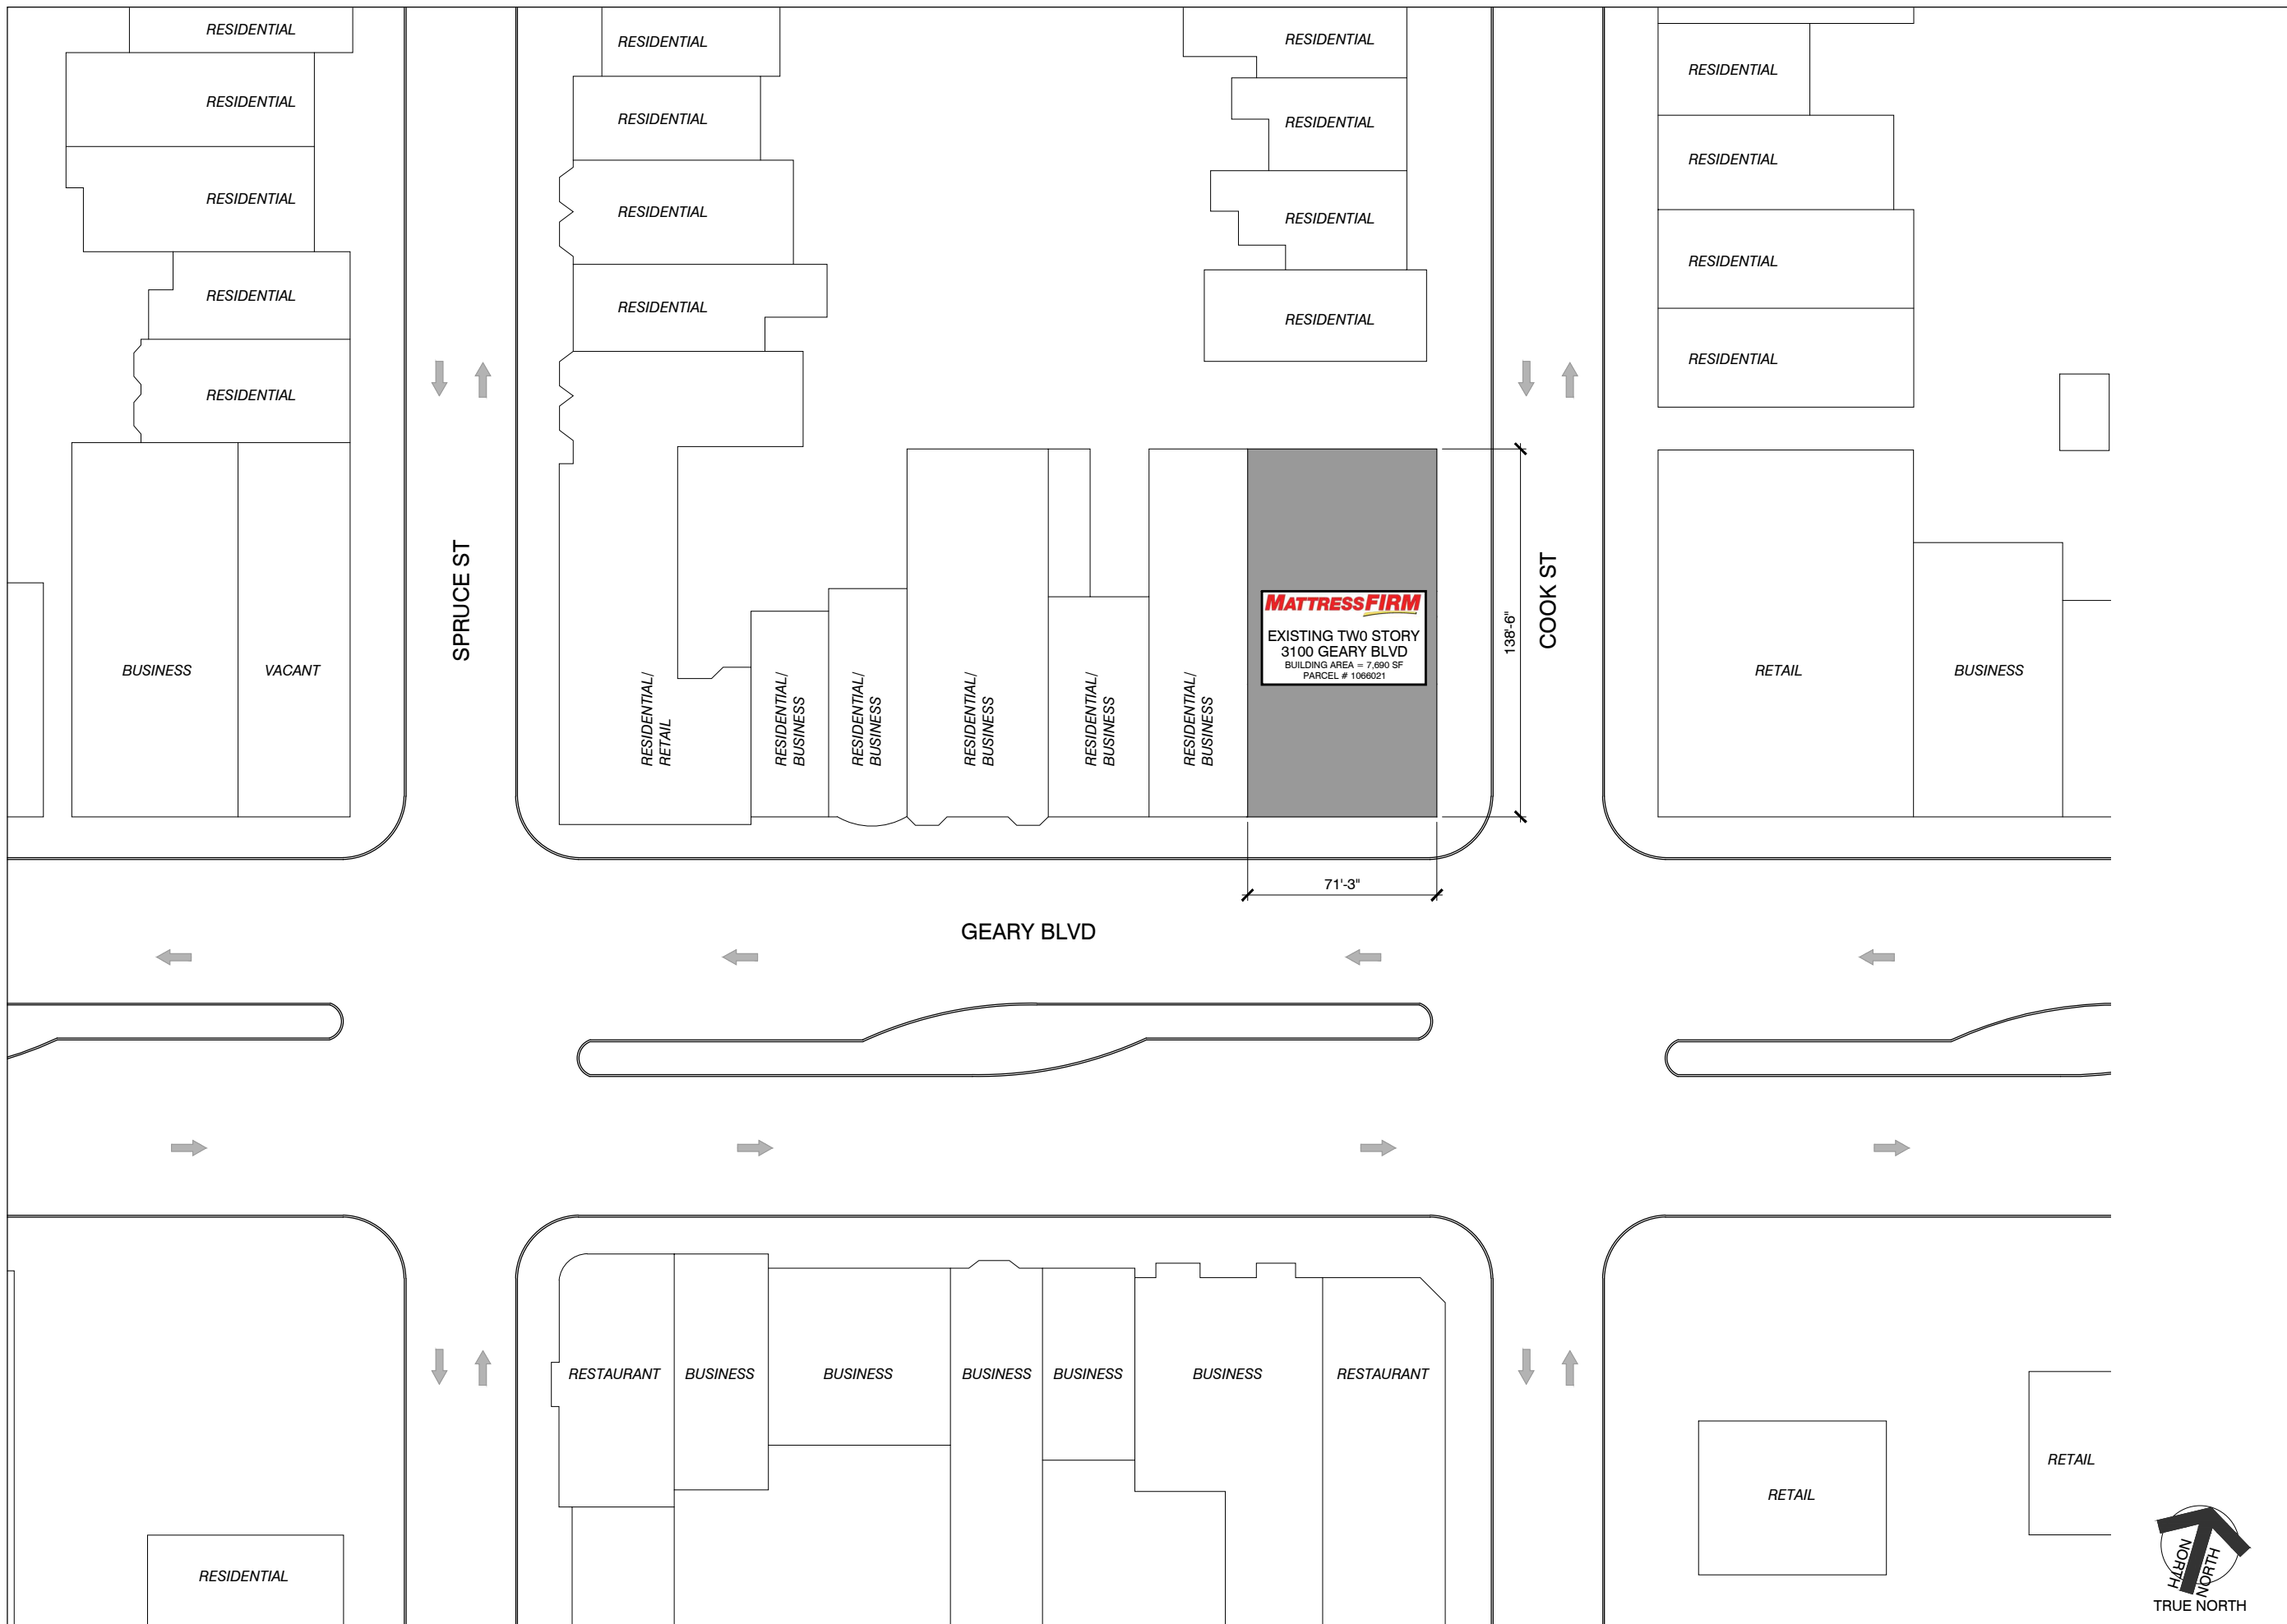 RESIDENTIAL
RESIDENTIAL
RESIDENTIAL
RESIDENTIAL
RESIDENTIAL
BUSINESS
VACANT
SPRUCE ST
RESIDENTIAL
RESIDENTIAL
RESIDENTIAL
RESIDENTIAL
RESIDENTIAL/
RETAIL
RESIDENTIAL/
BUSINESS
RESIDENTIAL/
BUSINESS
RESIDENTIAL/
BUSINESS
RESIDENTIAL/
BUSINESS
RESIDENTIAL/
BUSINESS
RESIDENTIAL
RESIDENTIAL
RESIDENTIAL
RESIDENTIAL
MATTRESSFIRM
EXISTING TW0 STORY
3100 GEARY BLVD
BUILDING AREA = 7,690 SF
PARCEL # 1066021
138'-6"
COOK ST
71'-3"
RESIDENTIAL
RESIDENTIAL
RESIDENTIAL
RESIDENTIAL
RETAIL
BUSINESS
GEARY BLVD
RESTAURANT
BUSINESS
BUSINESS
BUSINESS
BUSINESS
BUSINESS
RESTAURANT
RESIDENTIAL
RETAIL
RETAIL
NORTH
NORTH
TRUE NORTH